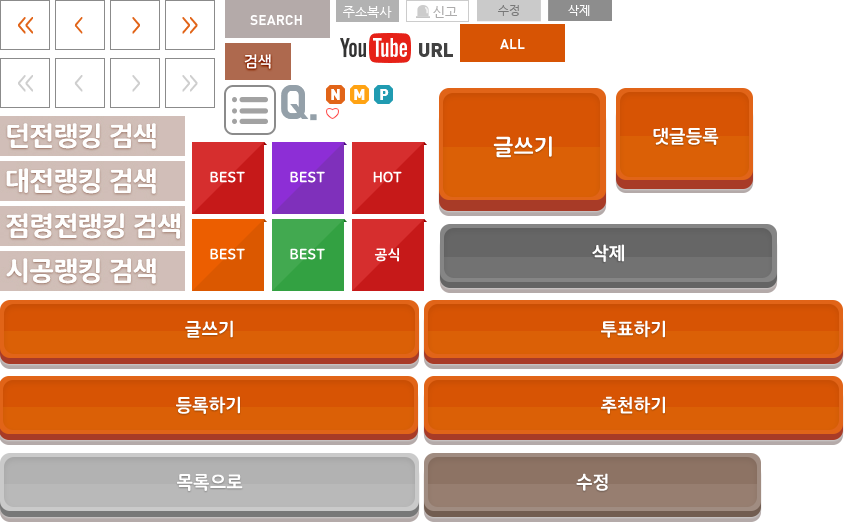 SEARCH
주소복사
신고
수정
삭제
검색
YouTube URL
ALL
Q.
N M P
던전랭킹 검색
대전랭킹 검색
점령전랭킹 검색
시공랭킹 검색
BEST
BEST
HOT
BEST
BEST
공식
글쓰기
댓글등록
삭제
글쓰기
투표하기
등록하기
추천하기
목록으로
수정